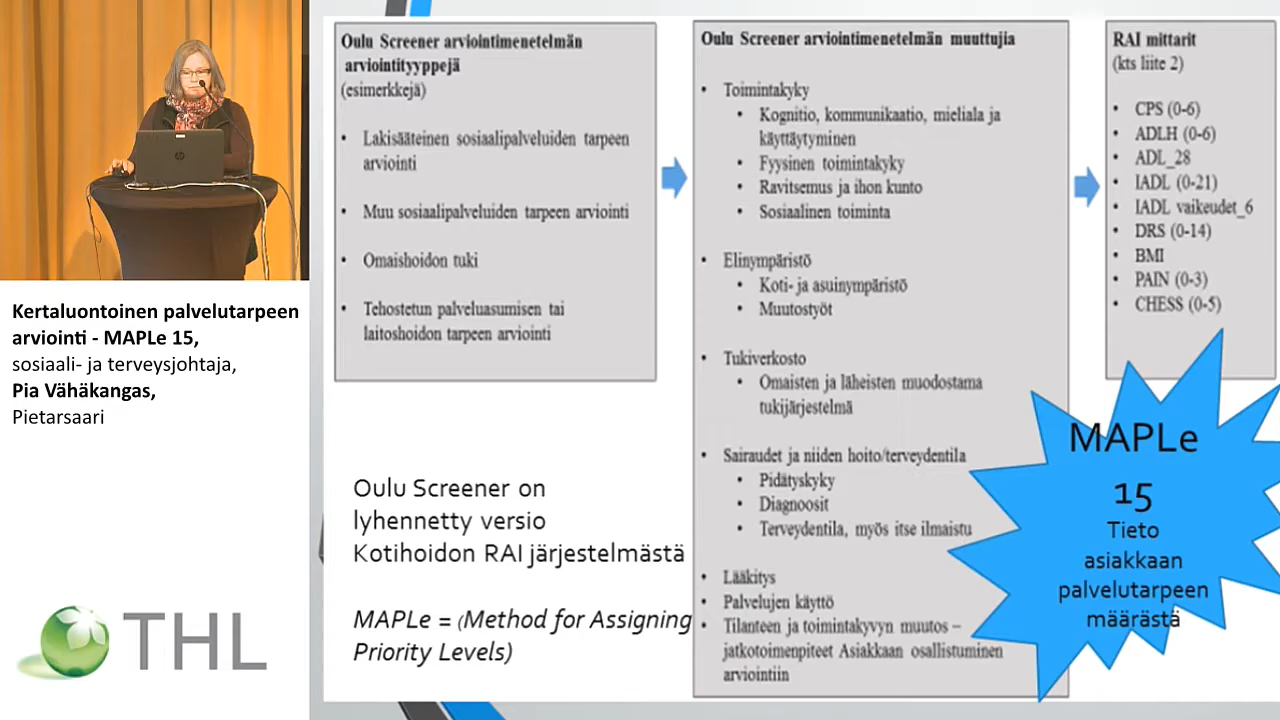 Kertaluontoinen palvelutarpeen
arviointi - MAPLe 15,
sosiaali- ja terveysjohtaja,
Pia Vähäkangas,
Pietarsaari
THL
Oulu Screener arviointimenetelmän
arviointityyppejä
(esimerkkejä)
• Lakisääteinen sosiaalipalveluiden tarpeen
arviointi
• Muu sosiaalipalveluiden tarpeen arviointi
• Omaishoidon tuki
• Tehostetun palveluasumisen tai
laitoshoidon tarpeen arviointi
Oulu Screener on
lyhennetty versio
Kotihoidon RAI järjestelmästä
MAPLe = (Method for Assigning
Priority Levels)
Oulu Screener arviointimenetelmän muuttujia
• Toimintakyky
• Kognitio, kommunikaatio, mieliala ja
käyttäytyminen
• Fyysinen toimintakyky
• Ravitsemus ja ihon kunto
• Sosiaalinen toiminta
• Elinympäristö
• Koti- ja asuinympäristö
• Muutostyöt
• Tukiverkosto
• Omaisten ja läheisten muodostama
tukijärjestelmä
• Sairaudet ja niiden hoito/terveydentila
• Pidätyskyky
• Diagnoosit
• Terveydentila, myös itse ilmaistu
• Lääkitys
• Palvelujen käyttö
• Tilanteen ja toimintakyvyn muutos –
jatkotoimenpiteet Asiakkaan osallistuminen
arviointiin
RAI mittarit
(kts liite 2)
• CPS (0-6)
• ADLH (0-6)
• ADL_28
• IADL (0-21)
• IADL vaikeudet_6
• DRS (0-14)
• BMI
• PAIN (0-3)
• CHESS (0-5)
MAPLe
15
Tieto
asiakkaan
palvelutarpeen
määrästä